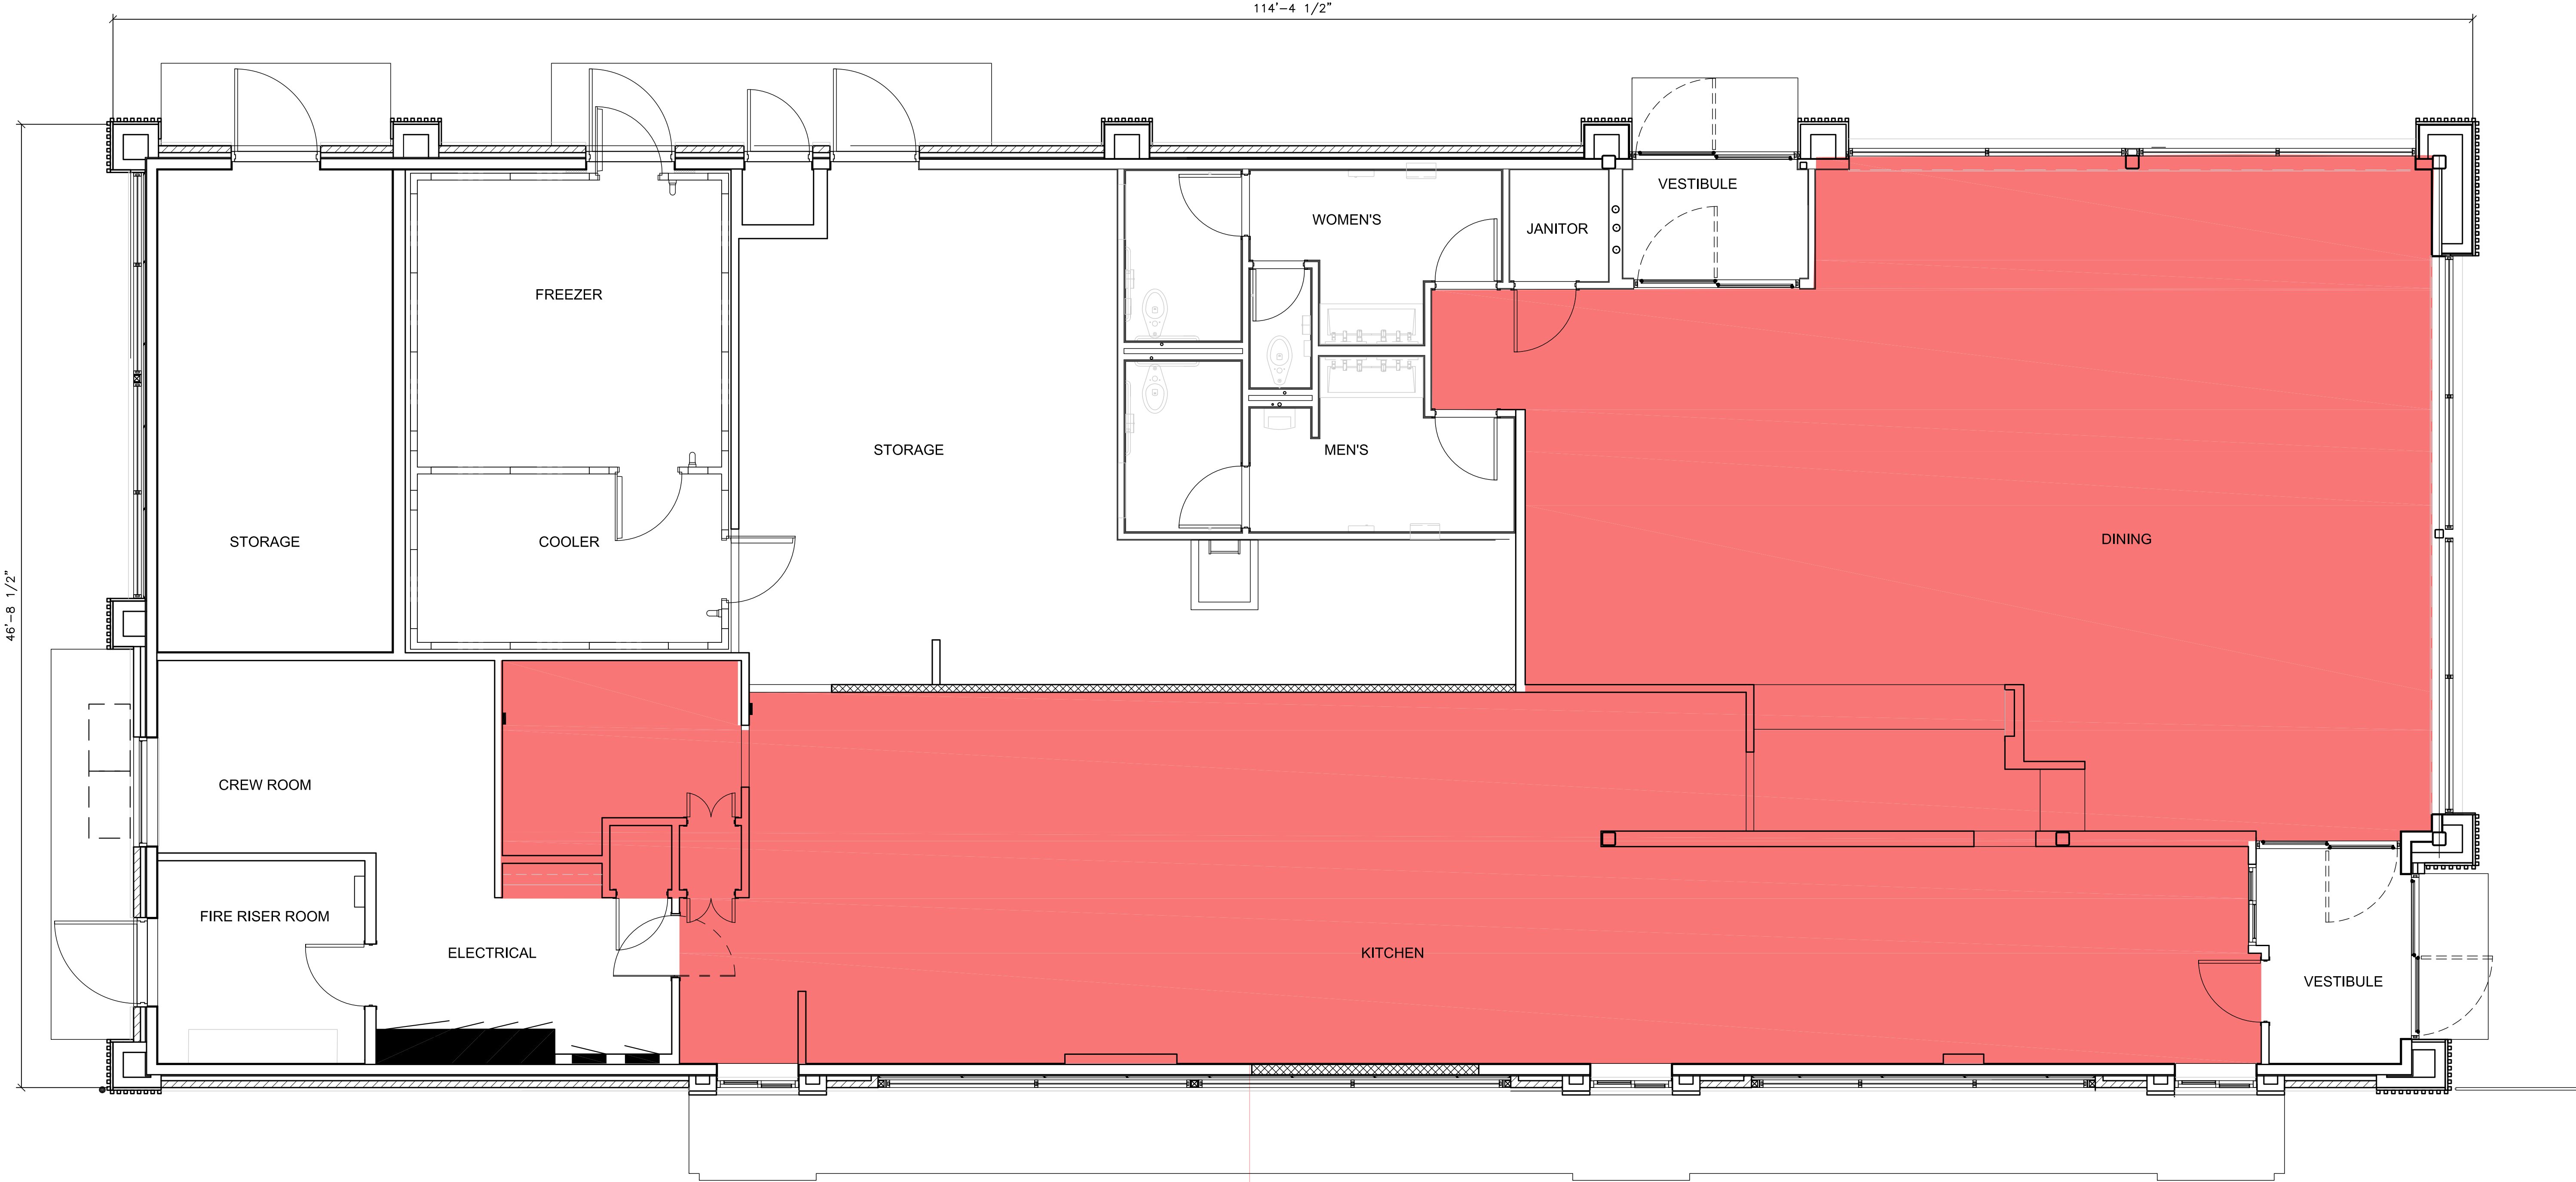 114'-4 1/2"
VESTIBULE
WOMEN'S
JANITOR
FREEZER
STORAGE
MEN'S
STORAGE
COOLER
DINING
46'-8 1/2"
CREW ROOM
FIRE RISER ROOM
ELECTRICAL
KITCHEN
VESTIBULE